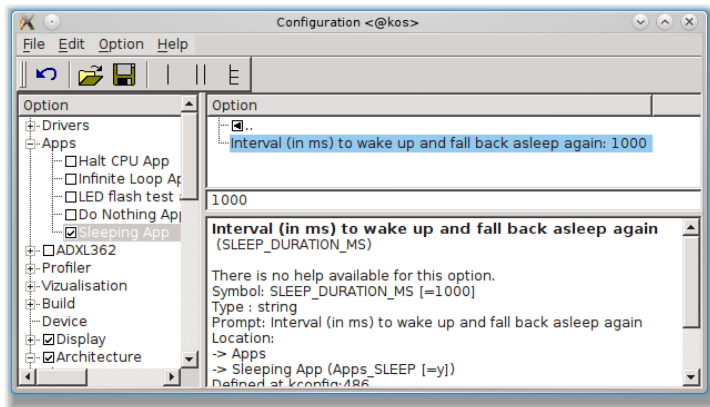 Configuration <@kos>
File Edit Option Help
Option
Drivers
Apps
Halt CPU App
Infinite Loop
LED flash test
Do Nothing
Sleeping App
ADXL362
Profiler
Vizualisation
Build
Device
Display
Architecture
Option
..
Interval (in ms) to wake up and fall back asleep again: 1000
1000
Interval (in ms) to wake up and fall back asleep again
(SLEEP_DURATION_MS)
There is no help available for this option.
Symbol: SLEEP_DURATION_MS [=1000]
Type : string
Prompt: Interval (in ms) to wake up and fall back asleep again
Location:
-> Apps
-> Sleeping App (Apps_SLEEP [=y])
Defined at kconfig:486